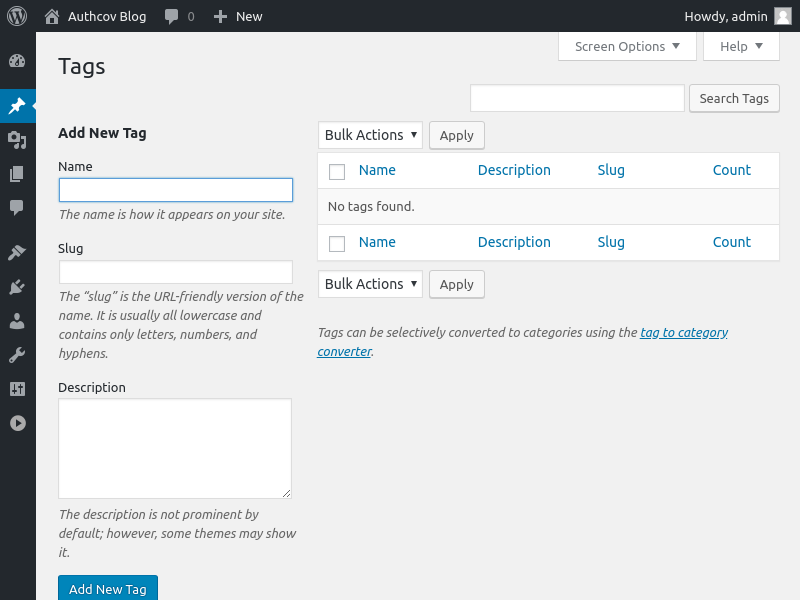 Authcov Blog 0 New Howdy, admin
Screen Options Help
Tags
Search Tags
Add New Tag
Name
The name is how it appears on your site.
Slug
The “slug” is the URL-friendly version of the
name. It is usually all lowercase and
contains only letters, numbers, and
hyphens.
Description
The description is not prominent by
default; however, some themes may show
it.
Add New Tag
Bulk Actions Apply
Name Description Slug Count
No tags found.
Name Description Slug Count
Bulk Actions Apply
Tags can be selectively converted to categories using the tag to category
converter.